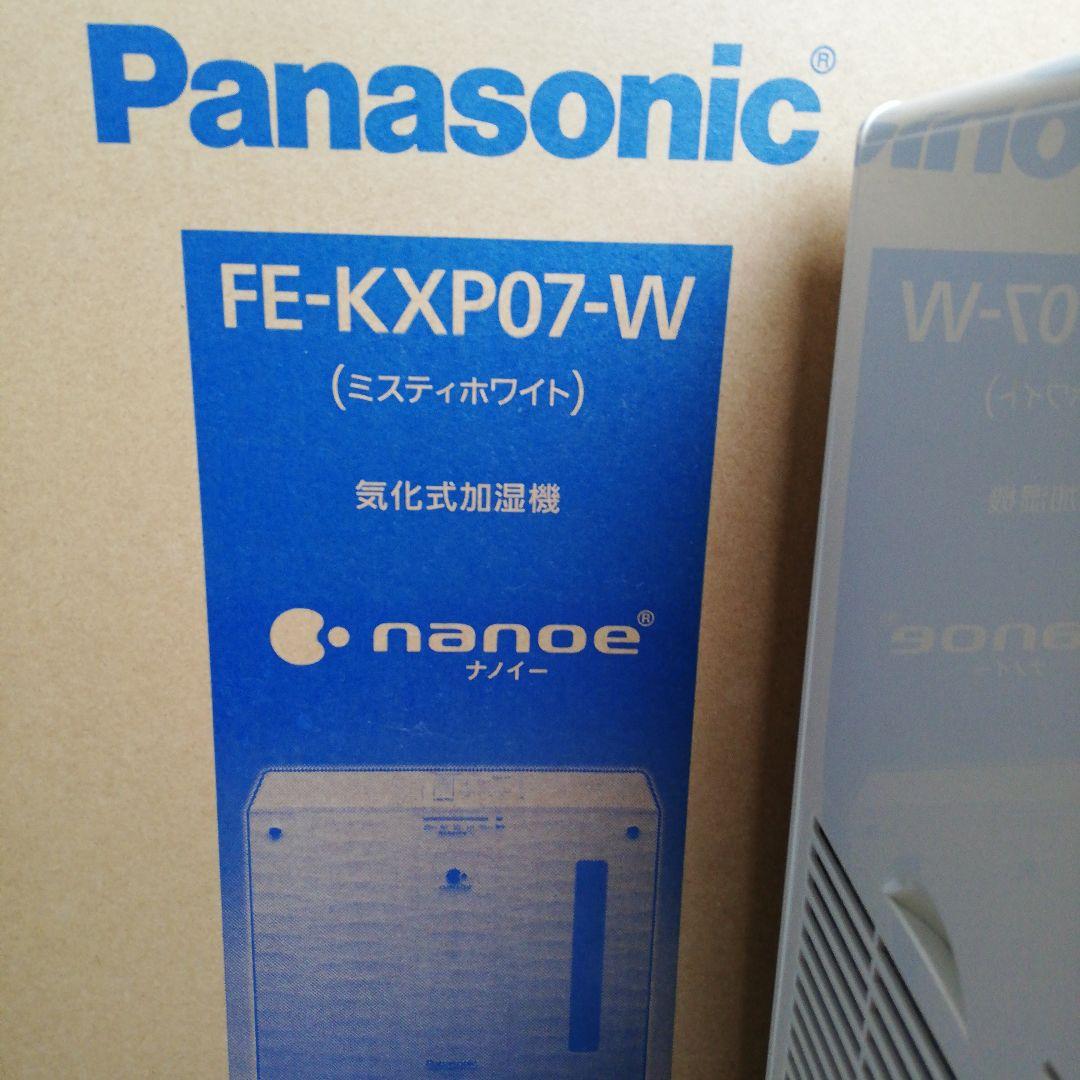 Panasonic®
FE-KXP07-W
(ミスティホワイト)
気化式加湿機
nanoe®
ナノイー
Panasonic